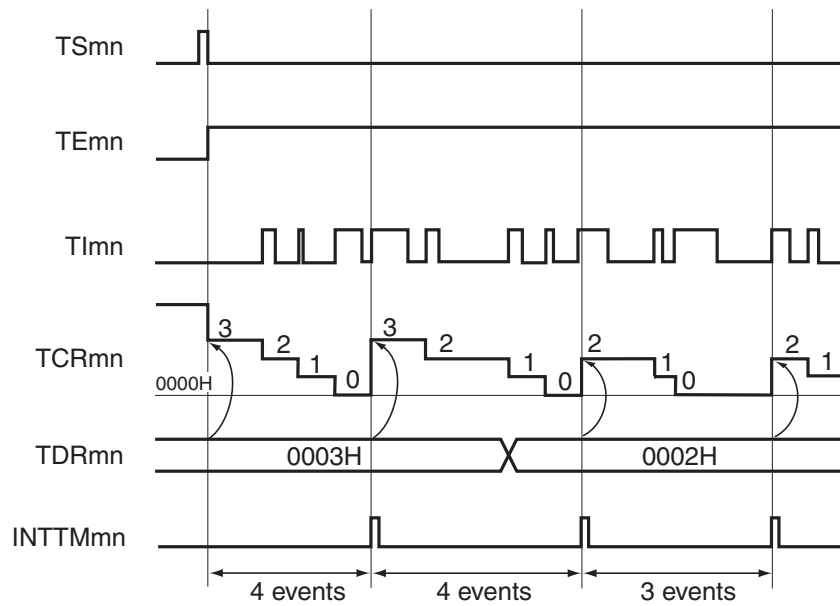 TSmn
TEmn
TImn
TCRmn
3 2 1 0 3 2 1 0 2 1 0 2 1
0000H
TDRmn
0003H 0002H
INTTMmn
4 events 4 events 3 events